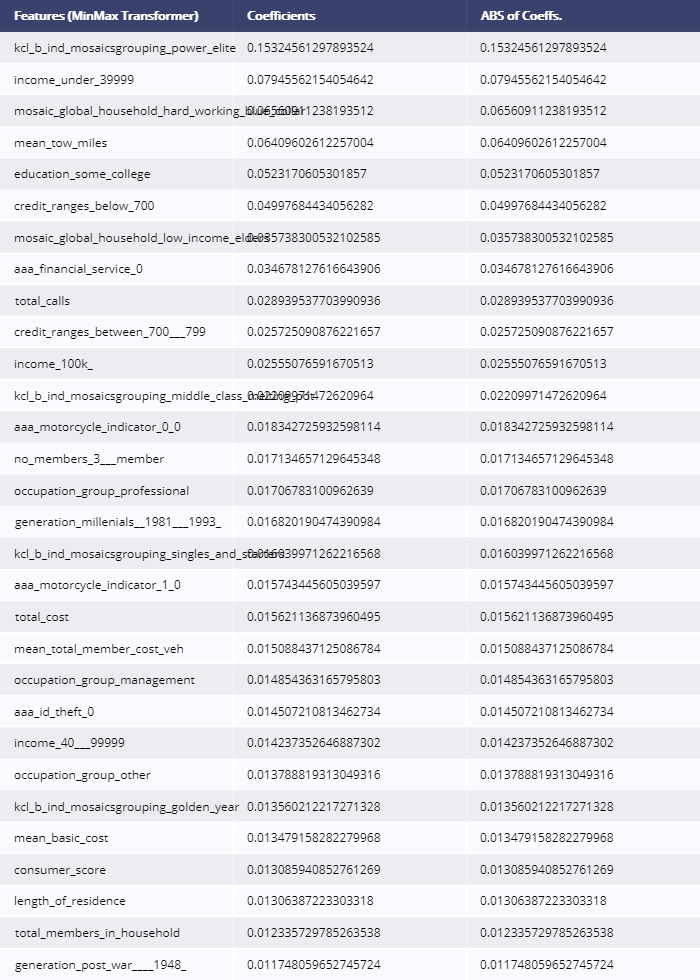 Features (MinMax Transformer) Coefficients ABS of Coeffs.
kcl_b_ind_mosaicsgrouping_power_elite 0.15324561297893524 0.15324561297893524
income_under_39999 0.07945562154054642 0.07945562154054642
mosaic_global_household_hard_working_blue_collar 0.06560911238193512 0.06560911238193512
mean_tow_miles 0.06409602612257004 0.06409602612257004
education_some_college 0.0523170605301857 0.0523170605301857
credit_ranges_below_700 0.04997684434056282 0.04997684434056282
mosaic_global_household_low_income_elders 0.035738300532102585 0.035738300532102585
aaa_financial_service_0 0.034678127616643906 0.034678127616643906
total_calls 0.028939537703990936 0.028939537703990936
credit_ranges_between_700___799 0.025725090876221657 0.025725090876221657
income_100k_ 0.02555076591670513 0.02555076591670513
kcl_b_ind_mosaicsgrouping_middle_class_melting_pot 0.02209971472620964 0.02209971472620964
aaa_motorcycle_indicator_0_0 0.018342725932598114 0.018342725932598114
no_members_3___member 0.017134657129645348 0.017134657129645348
occupation_group_professional 0.01706783100962639 0.01706783100962639
generation_millenials__1981___1993_ 0.016820190474390984 0.016820190474390984
kcl_b_ind_mosaicsgrouping_singles_and_starters 0.016039971262216568 0.016039971262216568
aaa_motorcycle_indicator_1_0 0.015743445605039597 0.015743445605039597
total_cost 0.015621136873960495 0.015621136873960495
mean_total_member_cost_veh 0.015088437125086784 0.015088437125086784
occupation_group_management 0.014854363165795803 0.014854363165795803
aaa_id_theft_0 0.014507210813462734 0.014507210813462734
income_40___99999 0.014237352646887302 0.014237352646887302
occupation_group_other 0.013788819313049316 0.013788819313049316
kcl_b_ind_mosaicsgrouping_golden_year 0.013560212217271328 0.013560212217271328
mean_basic_cost 0.013479158282279968 0.013479158282279968
consumer_score 0.013085940852761269 0.013085940852761269
length_of_residence 0.01306387223303318 0.01306387223303318
total_members_in_household 0.012335729785263538 0.012335729785263538
generation_post_war____1948_ 0.011748059652745724 0.011748059652745724